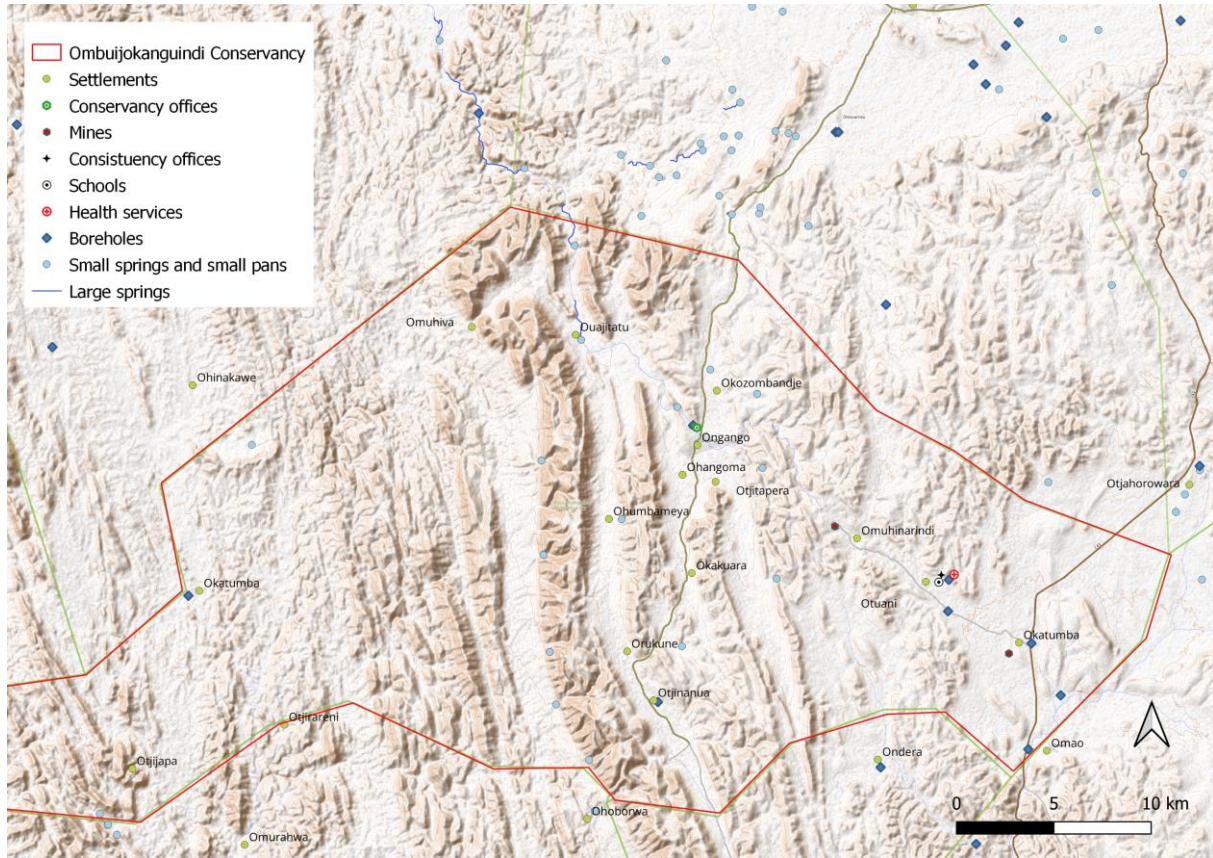 Ombuijokanguindi Conservancy
Settlements
Conservancy offices
Mines
Consistuency offices
Schools
Health services
Boreholes
Small springs and small pans
Large springs
Omuhiva
Duajitatu
Ohinakawe
Okozombandje
Ongango
Ohangoma
Otjitapera
Otjahorowara
Ohumbameya
Omuhinarindi
Okakuara
Okatumba
Otuani
Okatumba
Orukune
Otjinanua
Otjirareni
Omao
Ondera
Otjijapa
Ohoborwa
Omurahwa
0 5 10 km